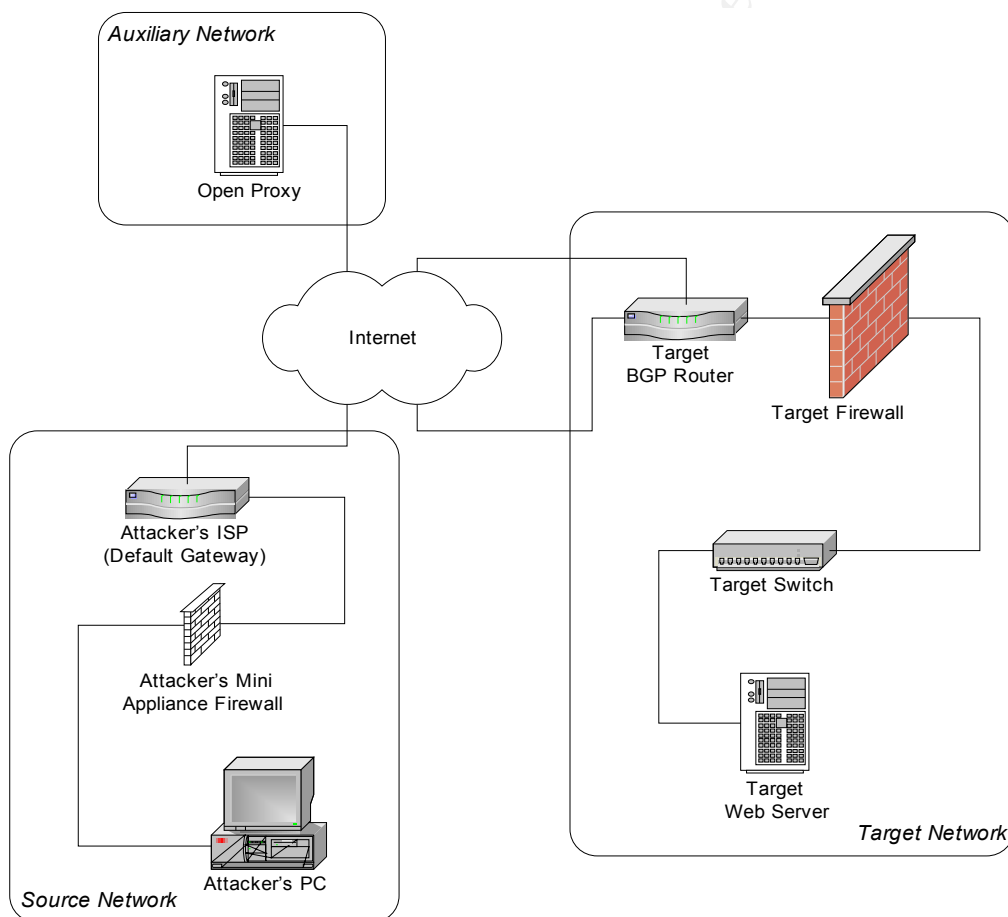 Auxiliary Network
Open Proxy
Internet
Target
BGP Router
Target Firewall
Attacker's ISP
(Default Gateway)
Target Switch
Attacker's Mini
Appliance Firewall
Target
Web Server
Target Network
Attacker's PC
Source Network